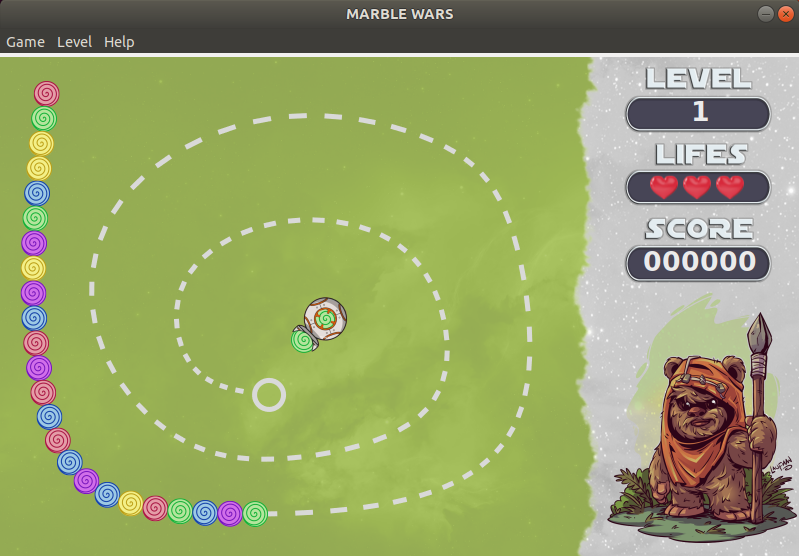 MARBLE WARS
Game Level Help
LEVEL
1
LIFES
SCORE
000000